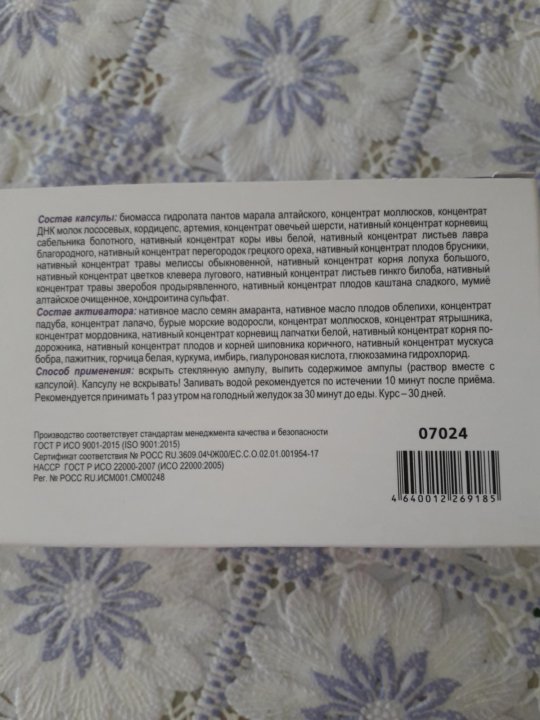 Состав капсулы: биомасса гидролата пантов марала алтайского, концентрат моллюсков, концентрат
ДНК молок лососевых, кордицепс, артемия, концентрат овечьей шерсти, нативный концентрат корневищ
сабельника болотного, нативный концентрат коры ивы белой, нативный концентрат листьев лавра
благородного, нативный концентрат перегородок грецкого ореха, нативный концентрат плодов брусники,
нативный концентрат травы мелиссы обыкновенной, нативный концентрат корня лопуха большого,
нативный концентрат цветков клевера лугового, нативный концентрат листьев гинкго билоба, нативный
концентрат травы зверобоя продырявленного, нативный концентрат плодов каштана сладкого, мумиё
алтайское очищенное, хондроитина сульфат.
Состав активатора: нативное масло семян амаранта, нативное масло плодов облепихи, концентрат
падуба, концентрат лапачо, бурые морские водоросли, концентрат моллюсков, концентрат ятрышника,
концентрат мордовника, нативный концентрат корневищ лапчатки белой, нативный концентрат корня по-
дорожника, нативный концентрат плодов и корней шиповника коричного, нативный концентрат мускуса
бобра, пажитник, горчица белая, куркума, имбирь, гиалуроновая кислота, глюкозамина гидрохлорид.
Способ применения: вскрыть стеклянную ампулу, выпить содержимое ампулы (раствор вместе с
капсулой). Капсулу не вскрывать! Запивать водой рекомендуется по истечении 10 минут после приёма.
Рекомендуется принимать 1 раз утром на голодный желудок за 30 минут до еды. Курс – 30 дней.
Производство соответствует стандартам менеджмента качества и безопасности
ГОСТ Р ИСО 9001-2015 (ISO 9001:2015)
Сертификат соответствия № РОСС RU.3609.04ЧЖ00/ЕС.С.О.02.01.001954-17
НАССР ГОСТ Р ИСО 22000-2007 (ИСО 22000:2005)
Рег. № РОСС RU.ИСМ001.СМ00248
07024
4 640012 269185